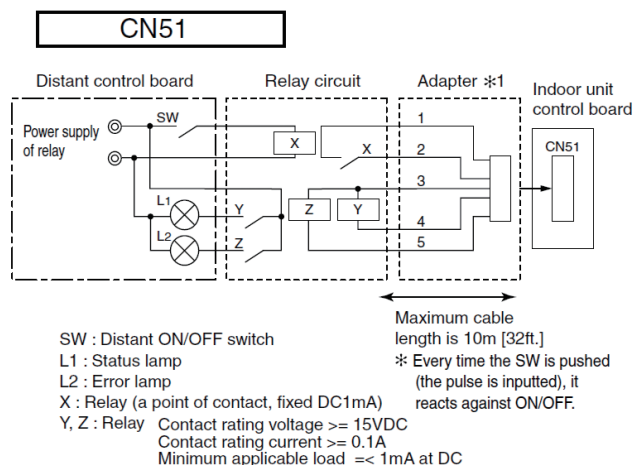 CN51
Distant control board
Relay circuit
Adapter ✻1
Indoor unit
control board
Power supply
of relay
SW
X
X
1
2
3
4
5
CN51
L1
L2
Y
Z
Z
Y
Maximum cable
length is 10m [32ft.]
✻ Every time the SW is pushed
(the pulse is inputted), it
reacts against ON/OFF.
SW : Distant ON/OFF switch
L1 : Status lamp
L2 : Error lamp
X : Relay (a point of contact, fixed DC1mA)
Y, Z : Relay Contact rating voltage >= 15VDC
Contact rating current >= 0.1A
Minimum applicable load =< 1mA at DC